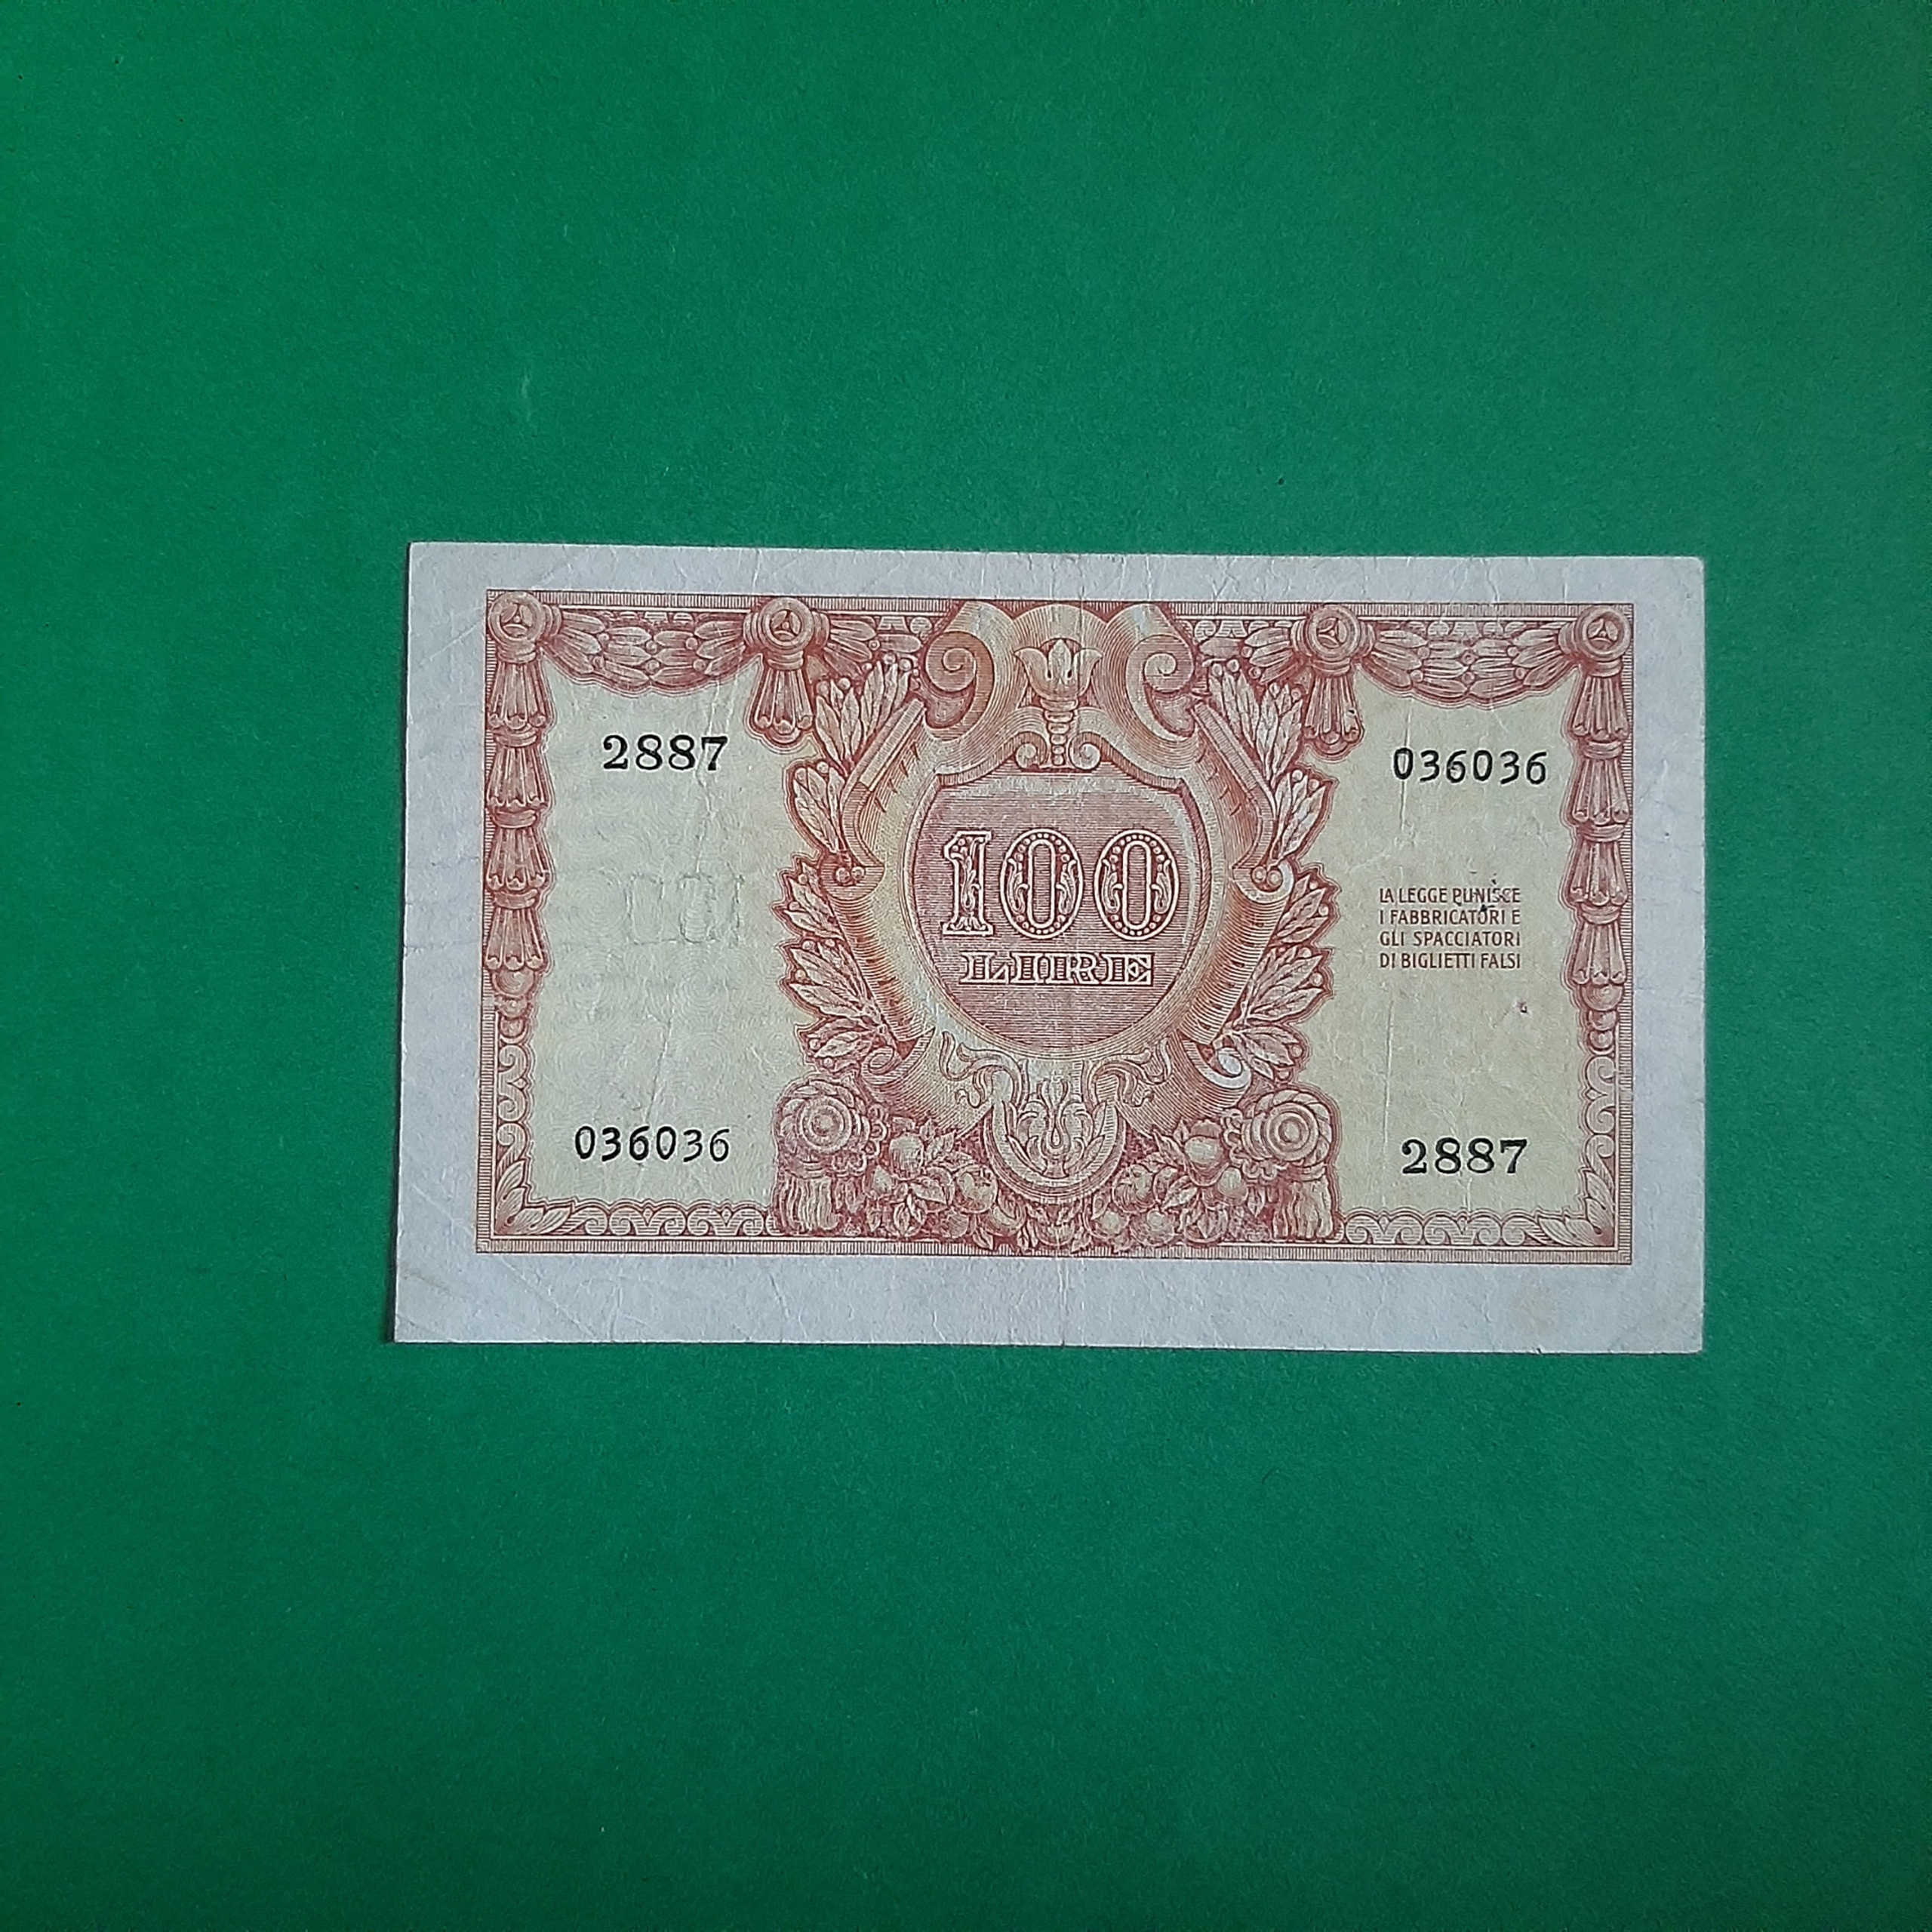 2887
036036
100
LIRE
LA LEGGE PUNISCE
I FABBRICATORI E
GLI SPACCIATORI
DI BIGLIETTI FALSI
036036
2887